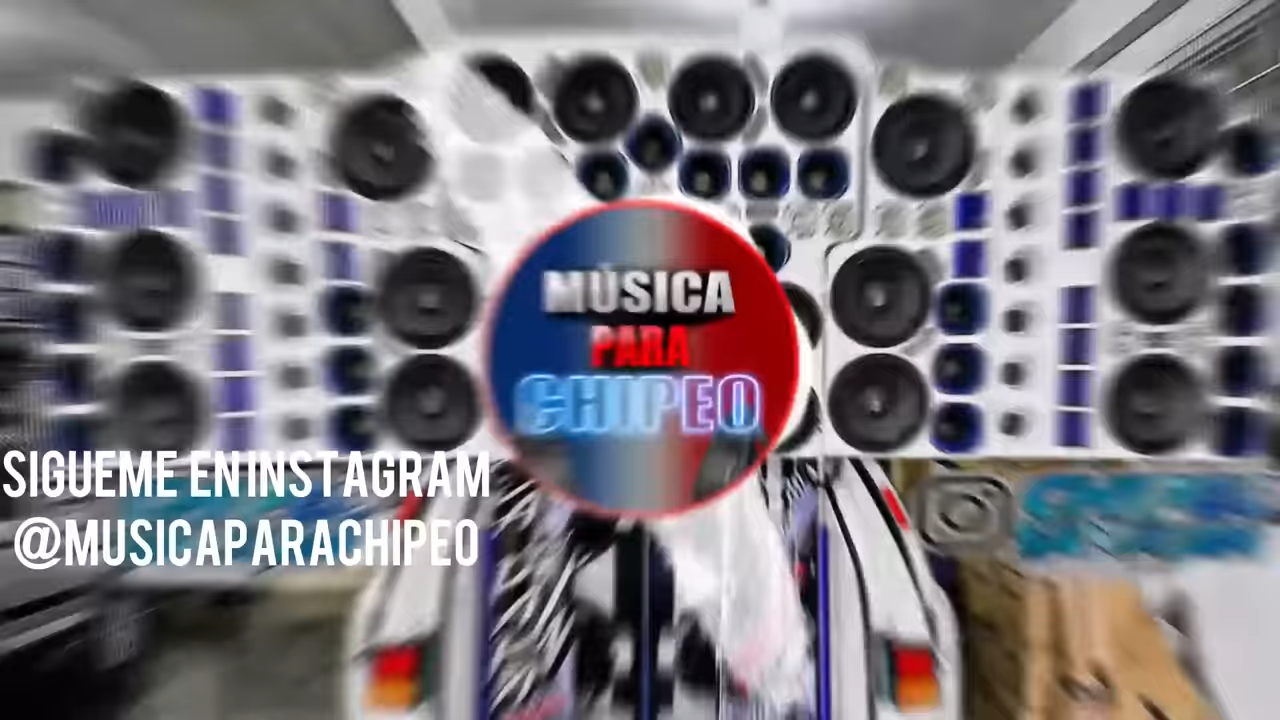 MÚSICA
PARA
CHIPEO
SIGUEME EN INSTAGRAM
@MUSICAPARACHIPEO